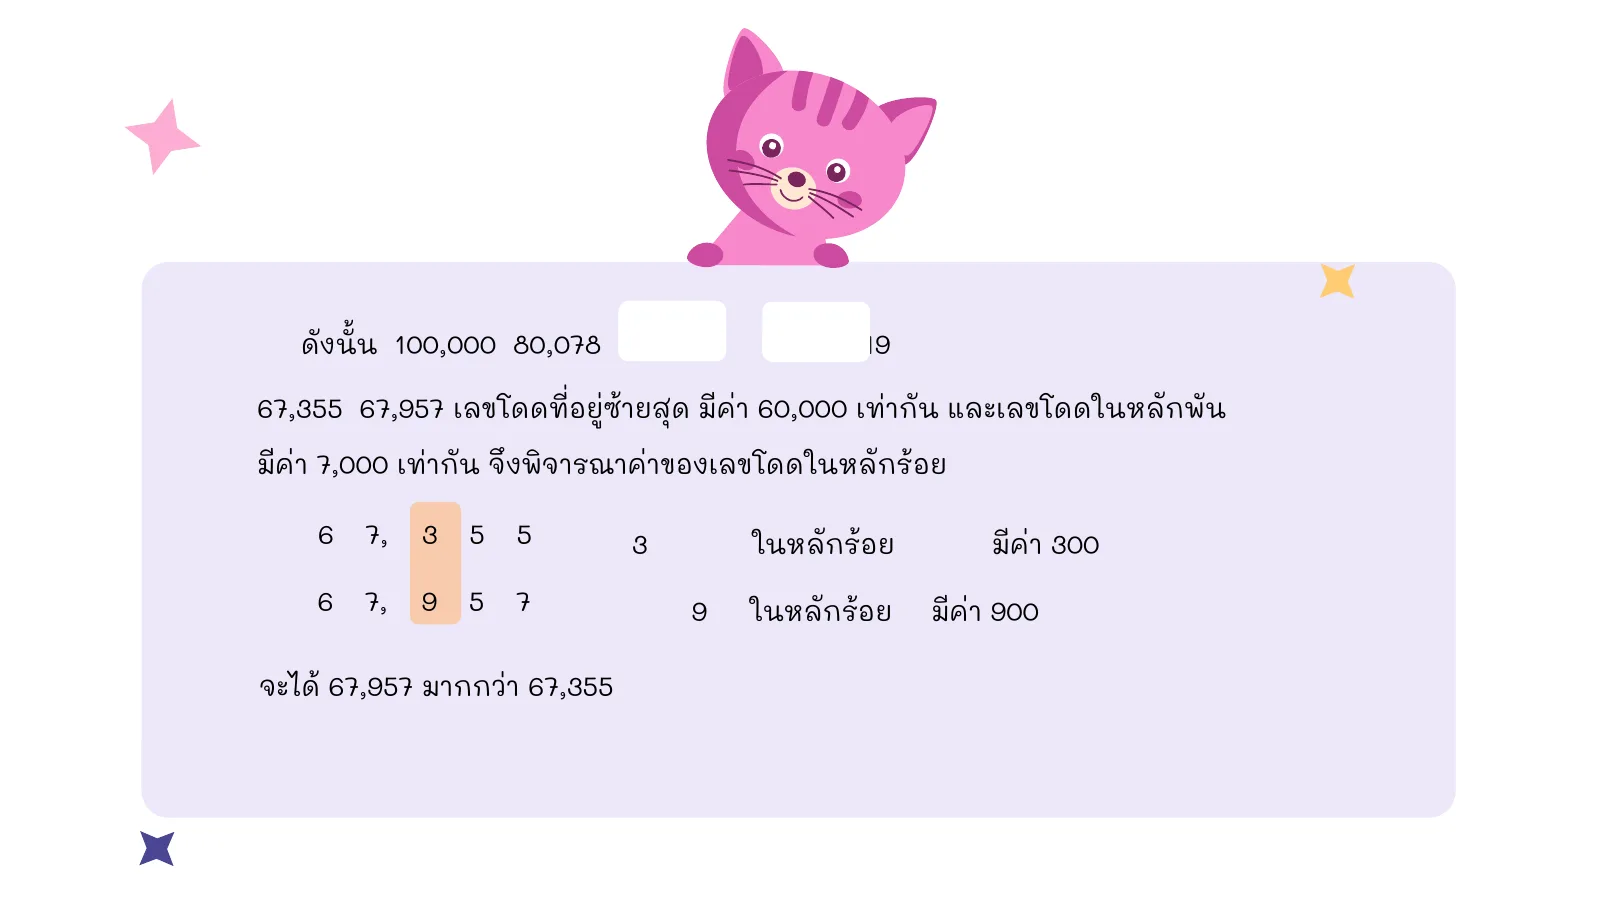 ดังนั้น 100,000 80,078 19
67,355 67,957 เลขโดดที่อยู่ซ้ายสุด มีค่า 60,000 เท่ากัน และเลขโดดในหลักพัน
มีค่า 7,000 เท่ากัน จึงพิจารณาค่าของเลขโดดในหลักร้อย
6 7, 3 5 5 3 ในหลักร้อย มีค่า 300
6 7, 9 5 7 9 ในหลักร้อย มีค่า 900
จะได้ 67,957 มากกว่า 67,355